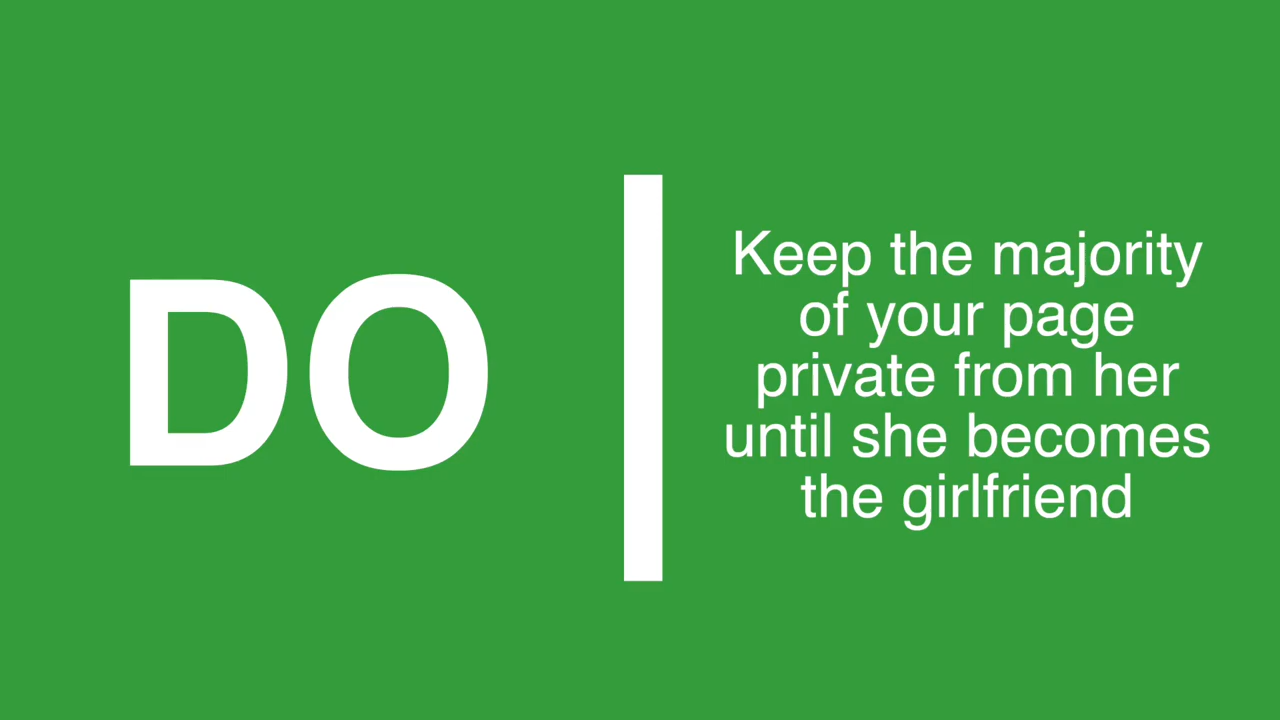 DO
Keep the majority
of your page
private from her
until she becomes
the girlfriend